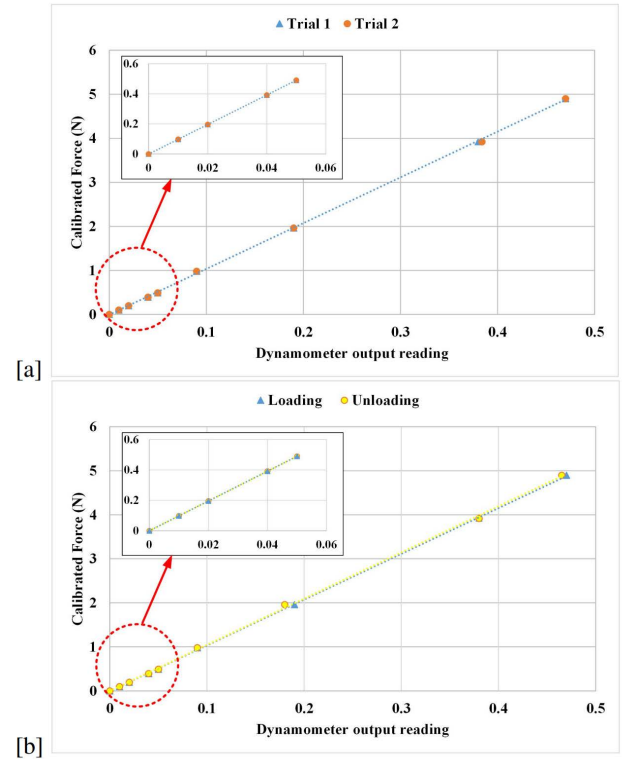 Trial 1 Trial 2
6
5
4
3
2
1
0
Calibrated Force (N)
0.6
0.4
0.2
0
0 0.02 0.04 0.06
0 0.1 0.2 0.3 0.4 0.5
Dynamometer output reading
[a]
Loading Unloading
6
5
4
3
2
1
0
Calibrated Force (N)
0.6
0.4
0.2
0
0 0.02 0.04 0.06
0 0.1 0.2 0.3 0.4 0.5
Dynamometer output reading
[b]